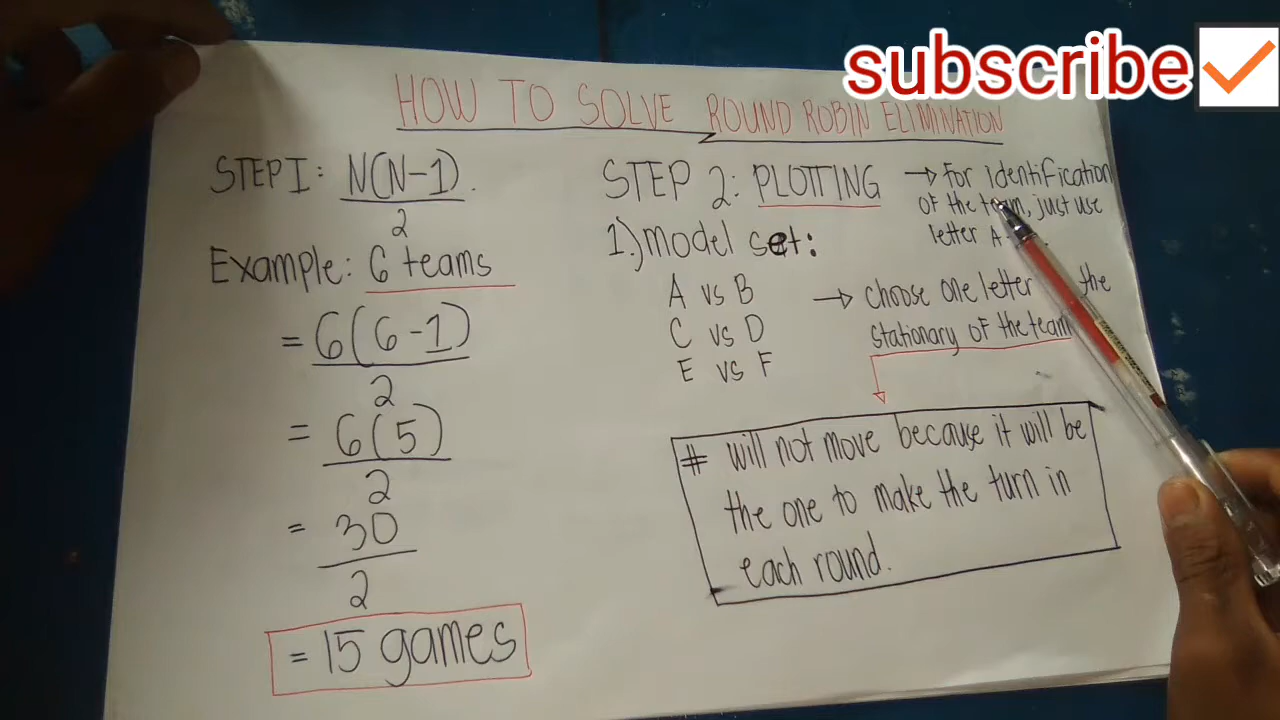 subscribe
HOW TO SOLVE ROUND ROBIN ELIMINATION
STEP I: N(N-1)
2
Example: 6 teams
= 6(6-1)
2
= 6(5)
2
= 30
2
= 15 games
STEP 2: PLOTTING
→ For identification
of the team, just use
letter A
1.) model set:
A vs B
C vs D
E vs F
→ choose one letter the
stationary of the team
# will not move because it will be
the one to make the turn in
each round.